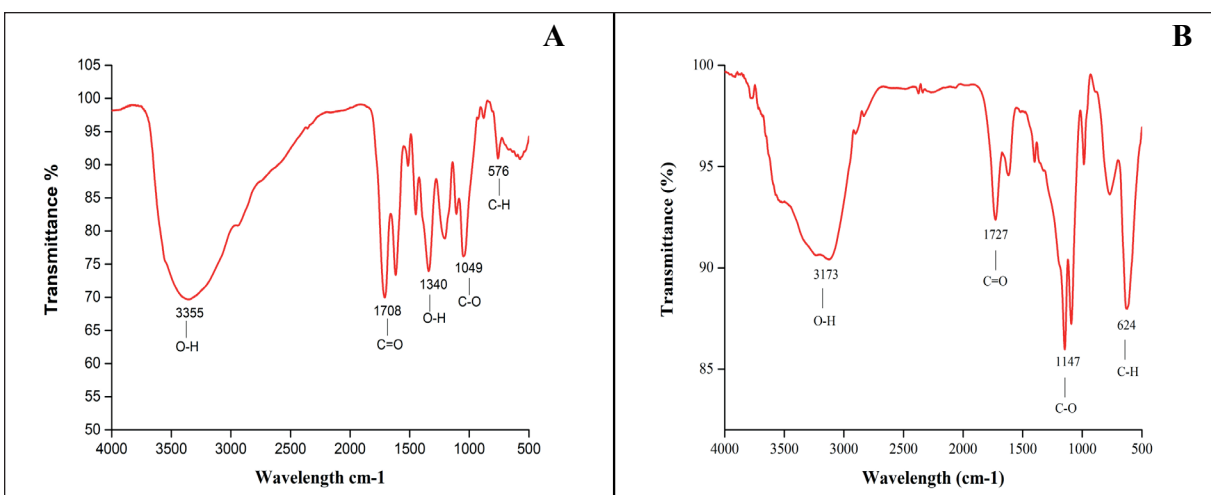 A
Transmittance %
105
100
95
90
85
80
75
70
65
60
55
50
4000
3500
3000
2500
2000
1500
1000
500
Wavelength cm-1
3355
O-H
1708
C=O
1340
O-H
1049
C-O
576
C-H
B
Transmittance (%)
100
95
90
85
4000
3500
3000
2500
2000
1500
1000
500
Wavelength (cm-1)
3173
O-H
1727
C=O
1147
C-O
624
C-H